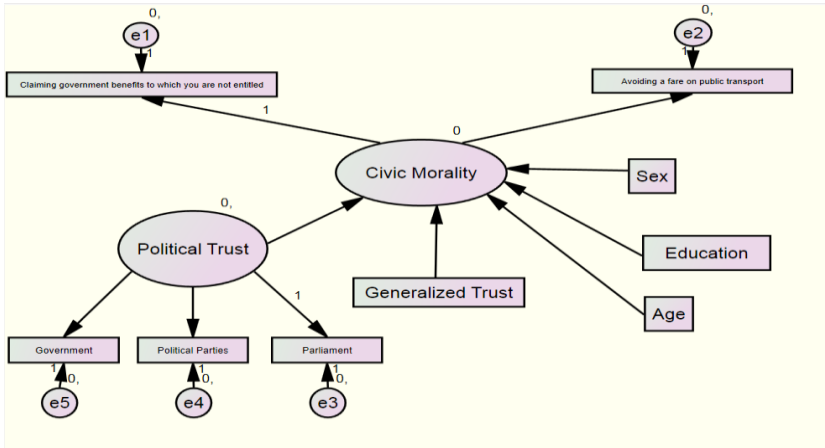 0,
0,
e1
e2
1
1
Claiming government benefits to which you are not entitled
Avoiding a fare on public transport
1
0
Civic Morality
Sex
0,
Political Trust
Education
Generalized Trust
1
Age
Government
Political Parties
Parliament
1
0,
1
0,
1
0,
e5
e4
e3